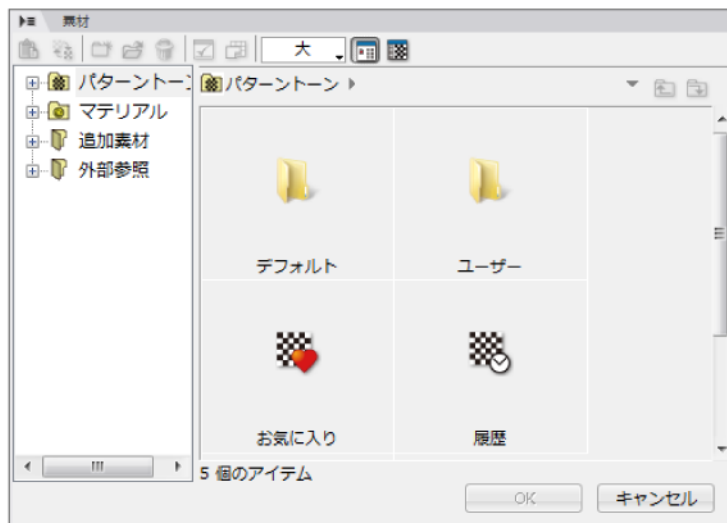 素材
大
パターントーン
マテリアル
追加素材
外部参照
パターントーン
デフォルト
ユーザー
お気に入り
履歴
5 個のアイテム
OK
キャンセル